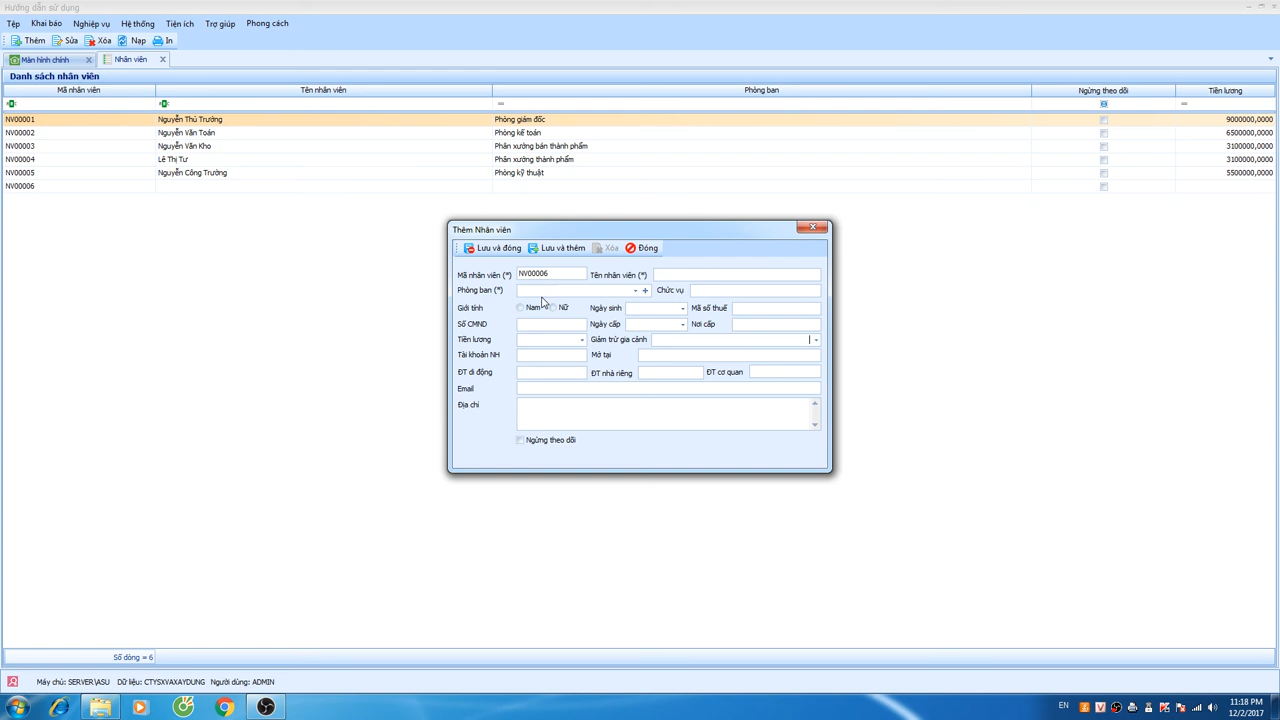 Hướng dẫn sử dụng
Tệp Khai báo Nghiệp vụ Hệ thống Tiện ích Trợ giúp Phong cách
Thêm Sửa Xóa Nạp In
Màn hình chính Nhân viên
Danh sách nhân viên
Mã nhân viên Tên nhân viên Phòng ban Ngừng theo dõi Tiền lương
= =
NV00001 Nguyễn Thủ Trưởng Phòng giám đốc 9000000,0000
NV00002 Nguyễn Văn Toán Phòng kế toán 6500000,0000
NV00003 Nguyễn Văn Kho Phân xưởng bán thành phẩm 3100000,0000
NV00004 Lê Thị Tư Phân xưởng thành phẩm 3100000,0000
NV00005 Nguyễn Công Trường Phòng kỹ thuật 5500000,0000
NV00006
Thêm Nhân viên
Lưu và đóng Lưu và thêm Xóa Đóng
Mã nhân viên (*) NV00006 Tên nhân viên (*)
Phòng ban (*) Chức vụ
Giới tính Nam Nữ Ngày sinh Mã số thuế
Số CMND Ngày cấp Nơi cấp
Tiền lương Giảm trừ gia cảnh
Tài khoản NH Mở tại
ĐT di động ĐT nhà riêng ĐT cơ quan
Email
Địa chỉ
Ngừng theo dõi
Số dòng = 6
Máy chủ: SERVER\ASU Dữ liệu: CTYSXVAXAYDUNG Người dùng: ADMIN
EN 11:18 PM
12/2/2017